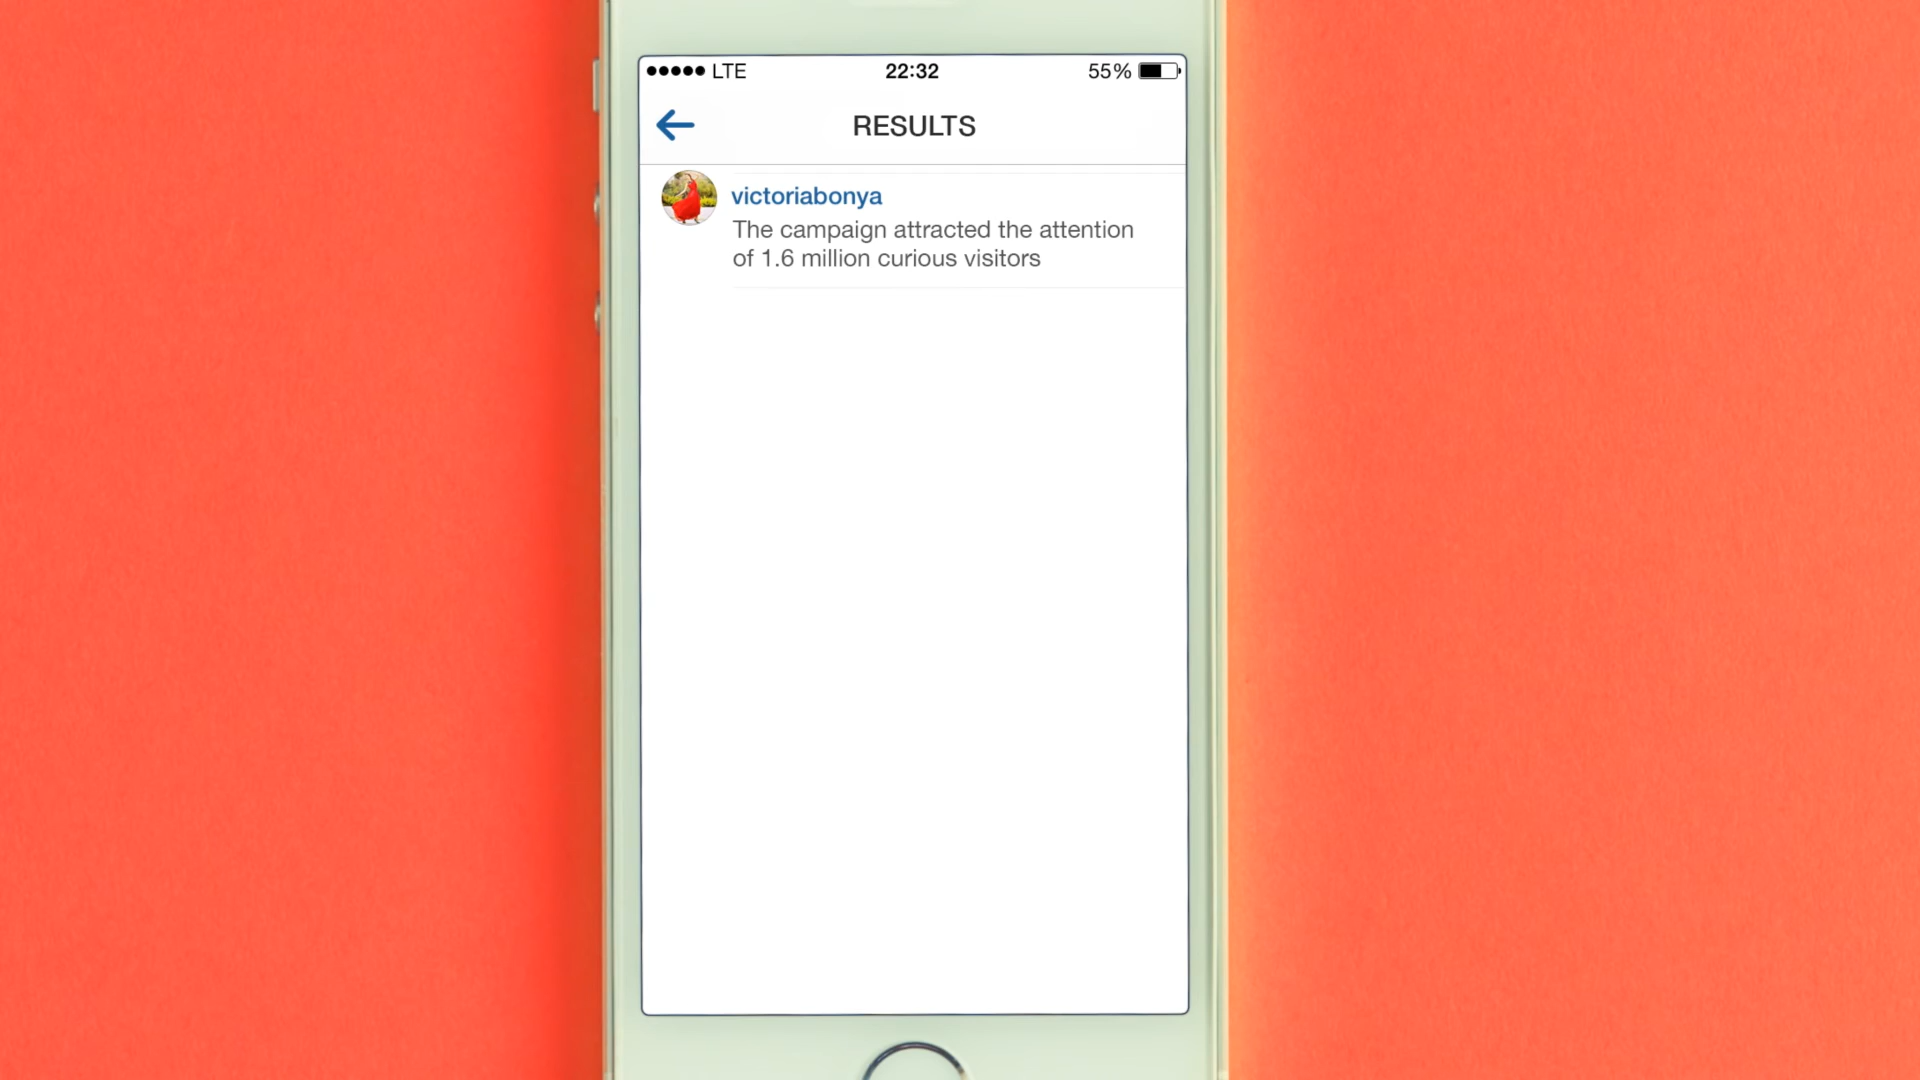 LTE 22:32 55%
RESULTS
victoriabonya
The campaign attracted the attention
of 1.6 million curious visitors